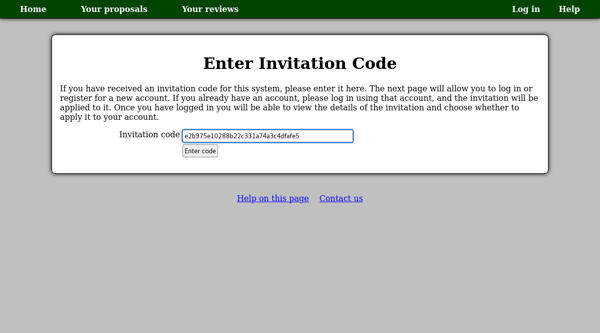 Home Your proposals Your reviews Log in Help
Enter Invitation Code
If you have received an invitation code for this system, please enter it here. The next page will allow you to log in or
register for a new account. If you already have an account, please log in using that account, and the invitation will be
applied to it. Once you have logged in you will be able to view the details of the invitation and choose whether to
apply it to your account.
Invitation code e2b975e10288b22c331a74a3c4dfafe5
Enter code
Help on this page Contact us